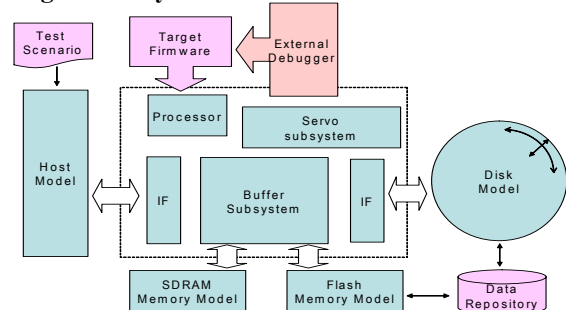 Test
Scenario
Target
Firmware
External
Debugger
Processor
Servo
subsystem
Host
Model
IF
Buffer
Subsystem
IF
Disk
Model
SDRAM
Memory Model
Flash
Memory Model
Data
Repository